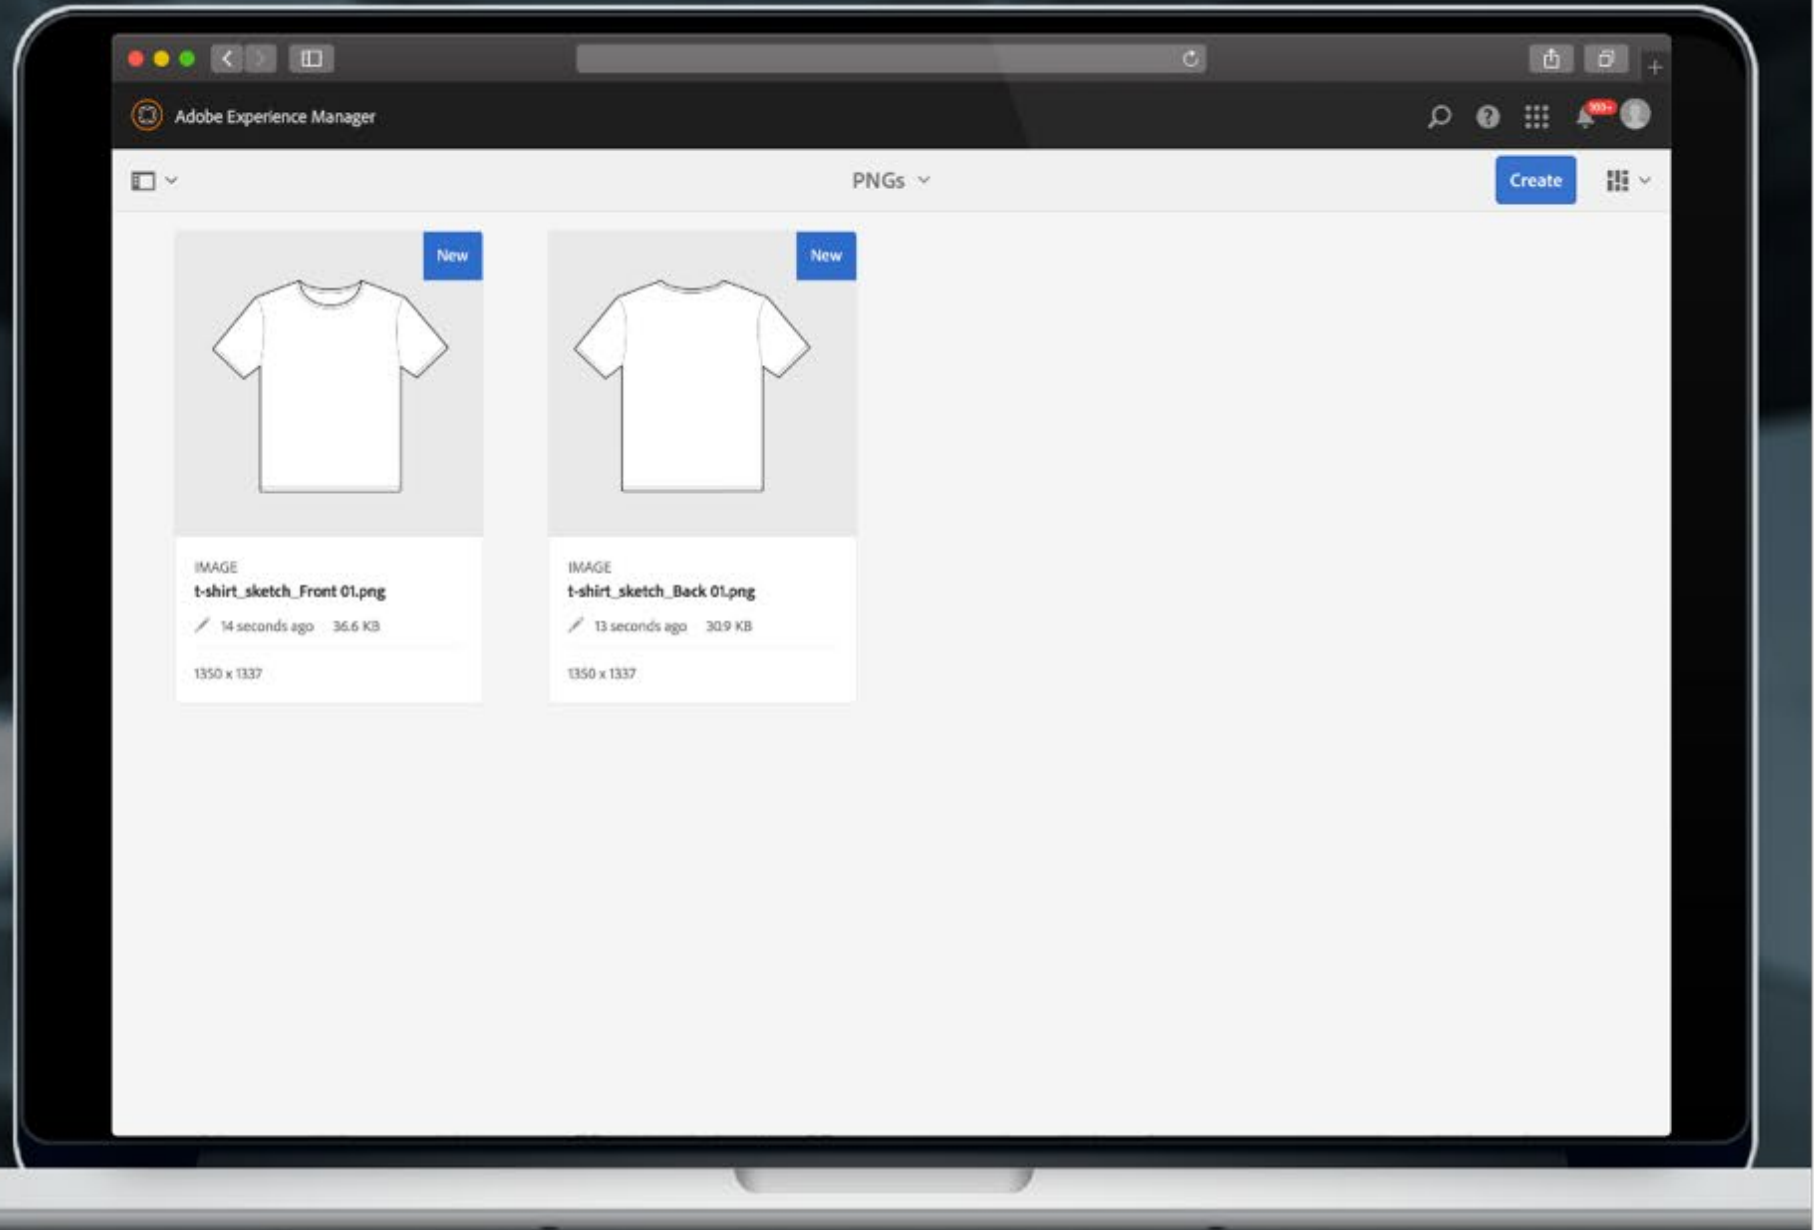 Adobe Experience Manager
PNGs
Create
New
New
IMAGE
t-shirt_sketch_Front 01.png
14 seconds ago 36.6 KB
1350 x 1337
IMAGE
t-shirt_sketch_Back 01.png
13 seconds ago 30.9 KB
1350 x 1337